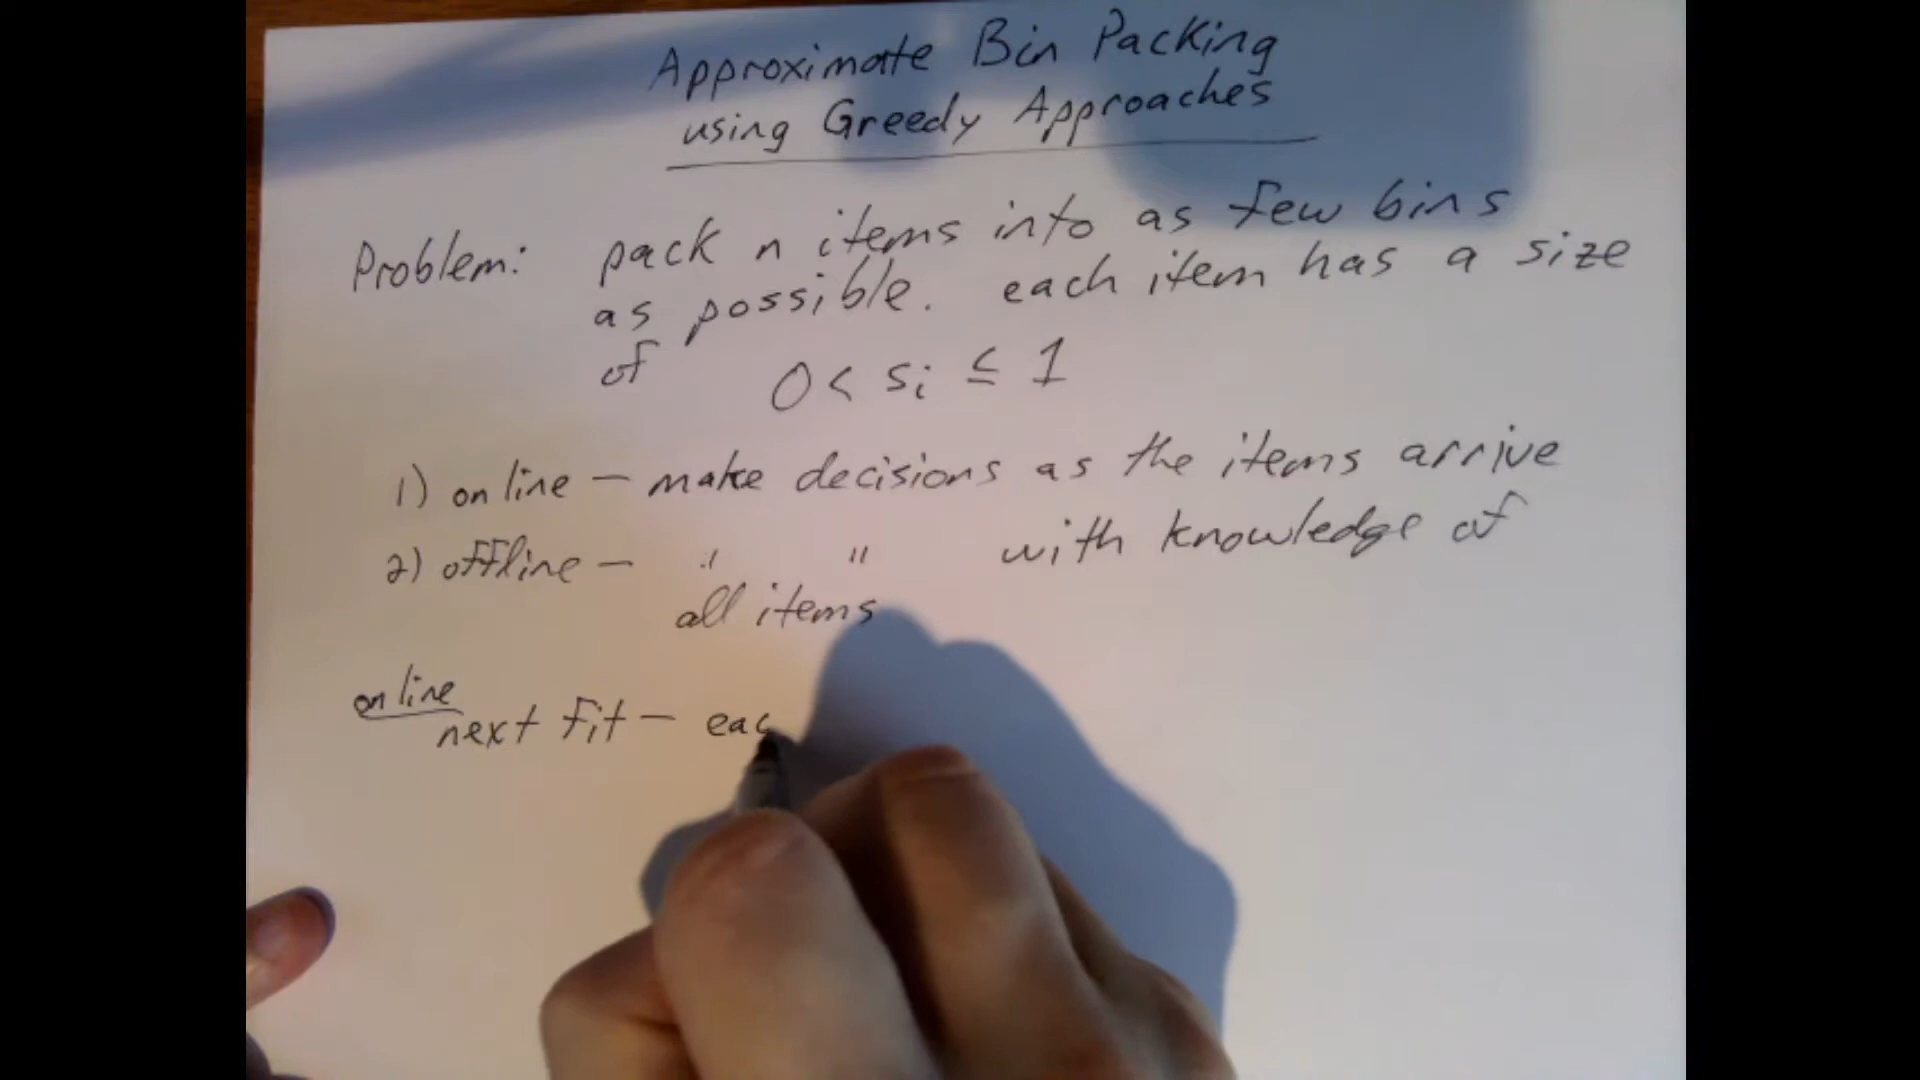 Approximate Bin Packing
using Greedy Approaches
Problem: pack n items into as few bins
as possible. each item has a size
of 0 < si ≤ 1
1) online – make decisions as the items arrive
2) offline – " " with knowledge of
all items
online
next fit – eac